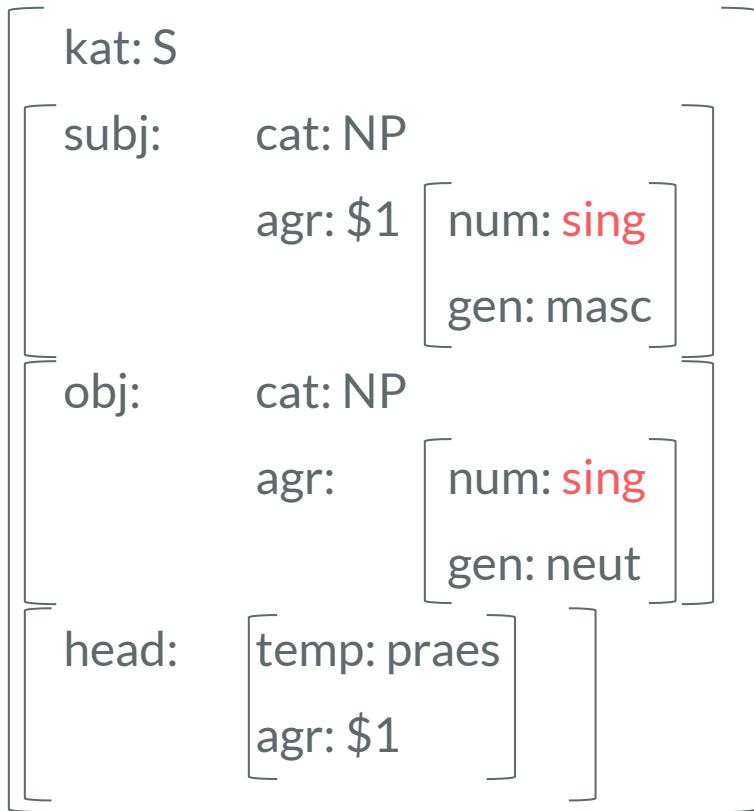 kat: S
subj: cat: NP
agr: $1 num: sing
gen: masc
obj: cat: NP
agr: num: sing
gen: neut
head: temp: praes
agr: $1